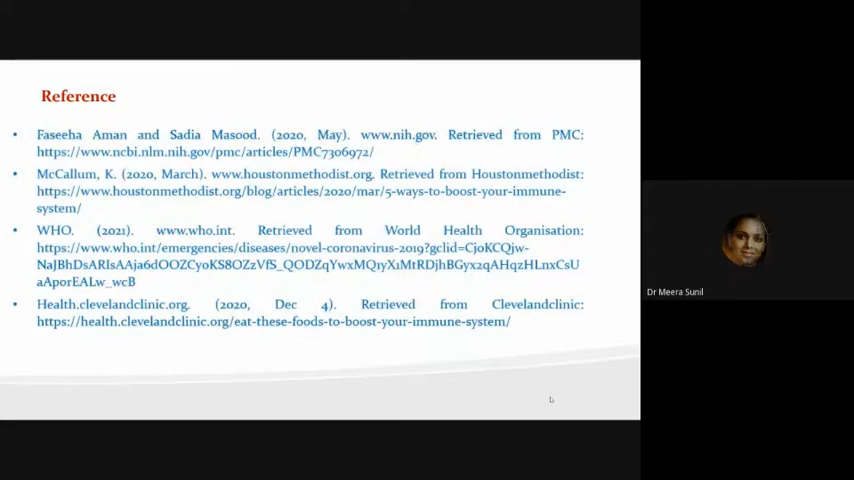 Reference
• Faseeha Aman and Sadia Masood. (2020, May). www.nih.gov. Retrieved from PMC:
https://www.ncbi.nlm.nih.gov/pmc/articles/PMC7306972/
• McCallum, K. (2020, March). www.houstonmethodist.org. Retrieved from Houstonmethodist:
https://www.houstonmethodist.org/blog/articles/2020/mar/5-ways-to-boost-your-immune-
system/
• WHO. (2021). www.who.int. Retrieved from World Health Organisation:
https://www.who.int/emergencies/diseases/novel-coronavirus-2019?gclid=Cj0KCQjw-
NaJBhDsARIsAAja6dOOZCyoKS8OZzVfS_QODZqYwxMQ1yX1MtRDjhBGyx2qAHqzHLnxCsU
aAporEALw_wcB
• Health.clevelandclinic.org. (2020, Dec 4). Retrieved from Clevelandclinic:
https://health.clevelandclinic.org/eat-these-foods-to-boost-your-immune-system/
Dr Meera Sunil